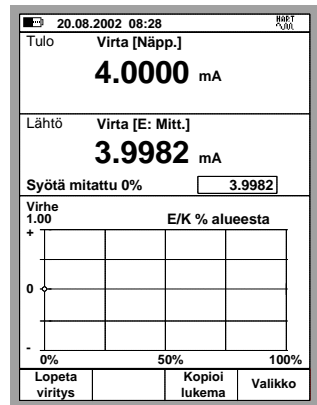 20.08.2002 08:28 HART
Tulo Virta [Näpp.]
4.0000 mA
Lähtö Virta [E: Mitt.]
3.9982 mA
Syötä mitattu 0% 3.9982
Virhe
1.00 E/K % alueesta
+
0
-
0% 50% 100%
Lopeta viritys Kopioi lukema Valikko